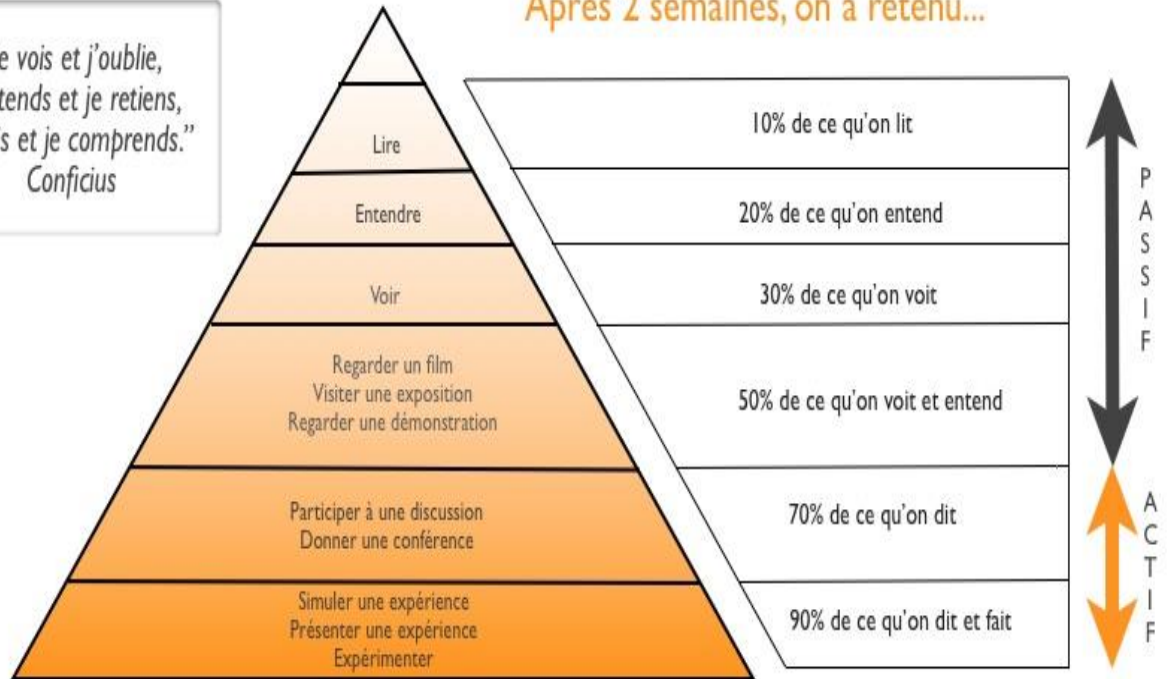 Après 2 semaines, on a retenu...
vois et j'oublie,
et je retiens,
et je comprends.”
Conficius
Lire
10% de ce qu'on lit
Entendre
20% de ce qu'on entend
Voir
30% de ce qu'on voit
Regarder un film
Visiter une exposition
Regarder une démonstration
50% de ce qu'on voit et entend
Participer à une discussion
Donner une conférence
70% de ce qu'on dit
Simuler une expérience
Présenter une expérience
Expérimenter
90% de ce qu'on dit et fait
PASSIF
ACTIF